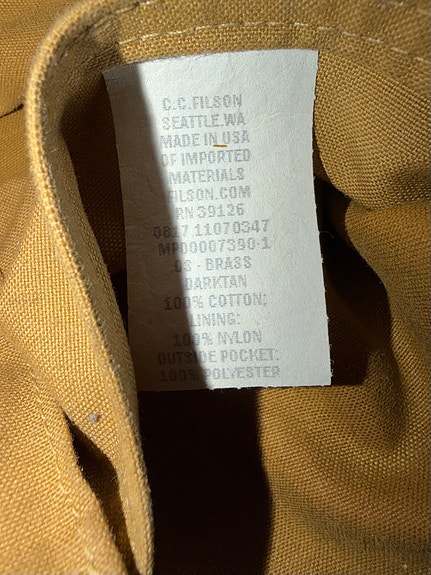 C.C.FILSON
SEATTLE.WA
MADE IN USA
OF IMPORTED
MATERIALS
FILSON.COM
RN 39126
0817 11070347
MP00007390-1
OS - BRASS
DARKTAN
100% COTTON;
LINING:
100% NYLON
OUTSIDE POCKET:
100% POLYESTER